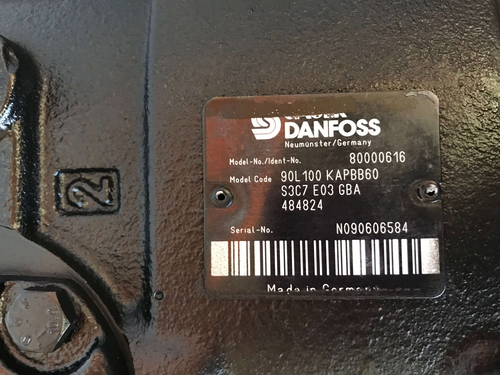 DANFOSS
Neumünster/Germany
Model-No./Ident-No. 80000616
Model Code 90L100 KAPBB60
S3C7 E03 GBA
484824
Serial-No. N090606584
Made in Germany
2